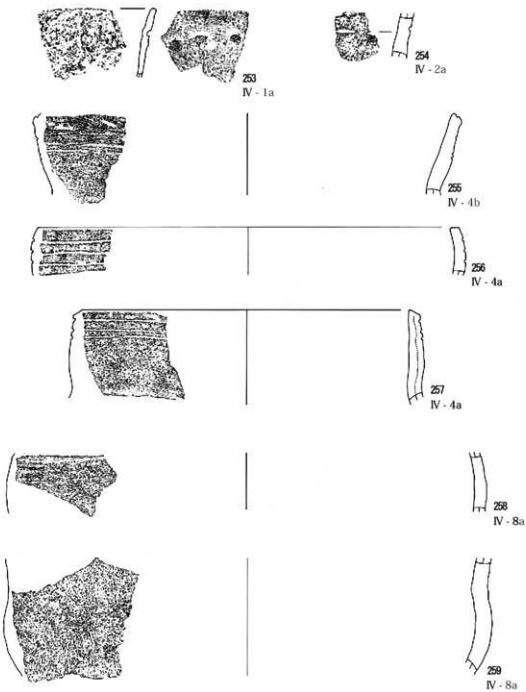 253
IV - 1a
254
IV - 2a
255
IV - 4b
256
IV - 4a
257
IV - 4a
258
IV - 8a
259
IV - 8a